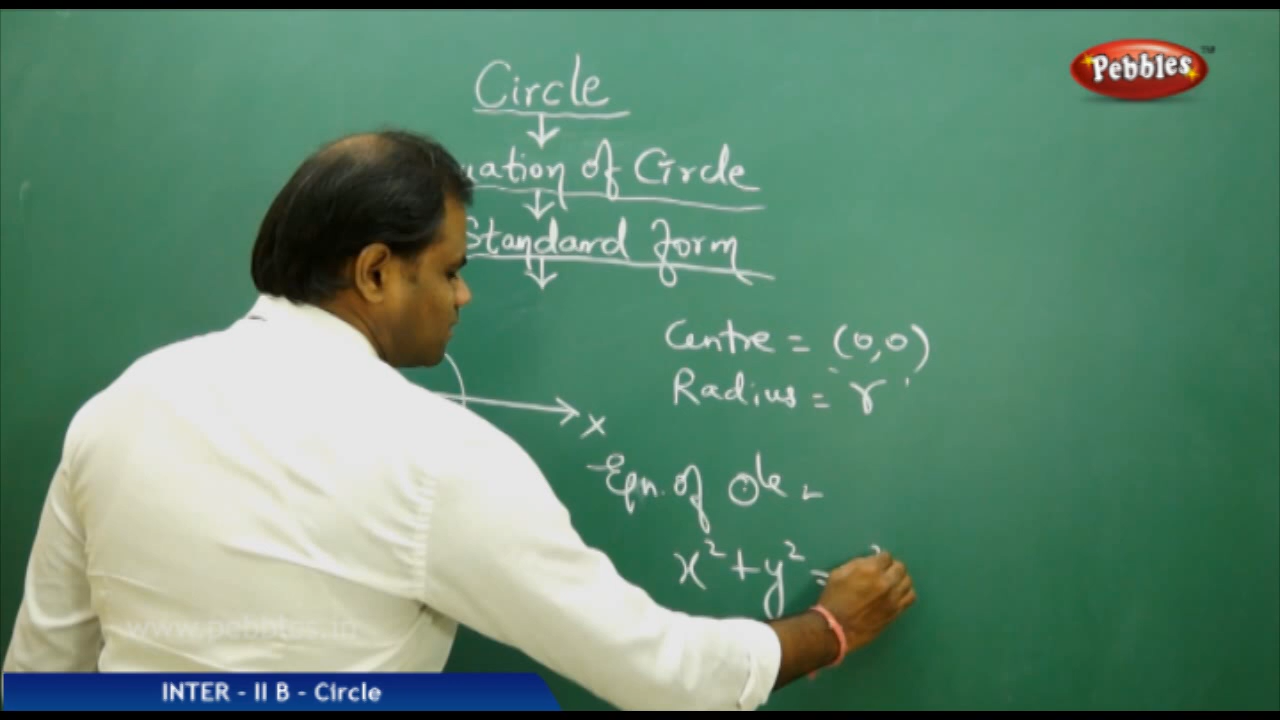 Pebbles™
Circle
uation of Circle
Standard form
Centre = (0,0)
Radius = 'r'
x
Eqn. of ⊙le
x² + y² =
www.pebbles.in
INTER - II B - Circle